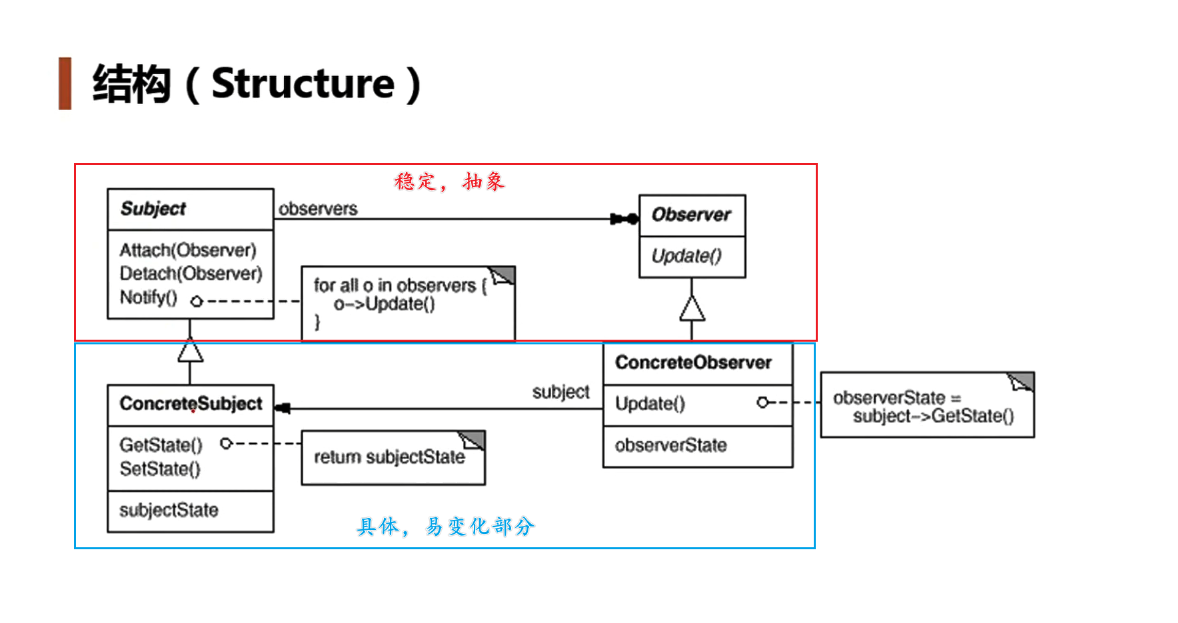 结构（Structure）
稳定，抽象
Subject
observers
Observer
Attach(Observer)
Detach(Observer)
Notify()
Update()
for all o in observers {
o->Update()
}
ConcreteSubject
subject
ConcreteObserver
Update()
observerState =
subject->GetState()
GetState()
SetState()
return subjectState
observerState
subjectState
具体，易变化部分